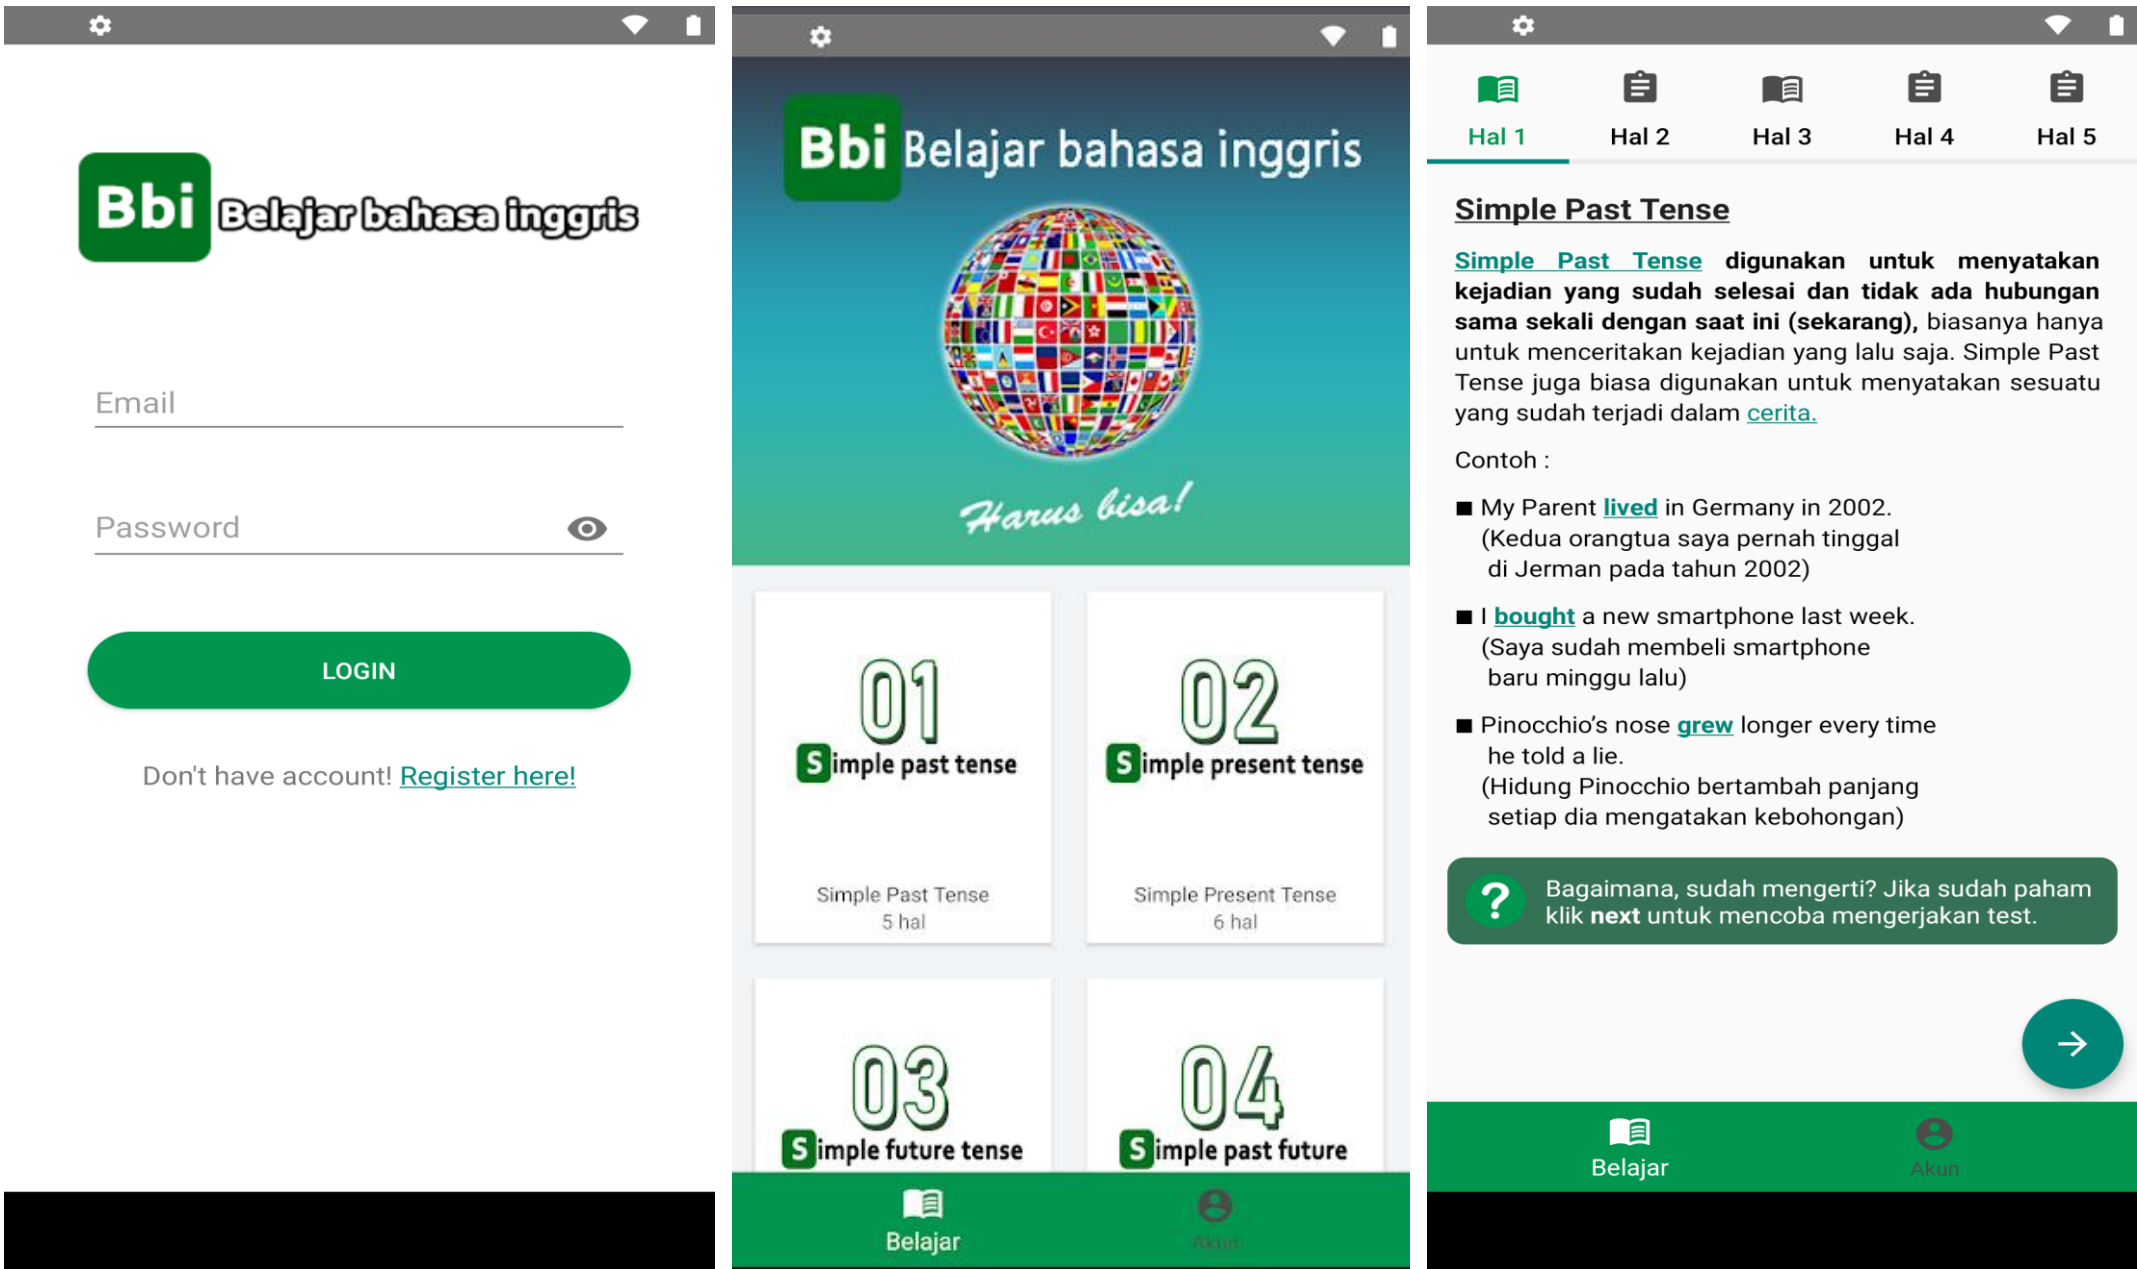 Bbi Belajar bahasa inggris
Email
Password
LOGIN
Don't have account! Register here!
Bbi Belajar bahasa inggris
Harus bisa!
01
Simple past tense
Simple Past Tense
5 hal
02
Simple present tense
Simple Present Tense
6 hal
03
Simple future tense
04
Simple past future
Belajar
Akun
Hal 1
Hal 2
Hal 3
Hal 4
Hal 5
Simple Past Tense
Simple Past Tense digunakan untuk menyatakan
kejadian yang sudah selesai dan tidak ada hubungan
sama sekali dengan saat ini (sekarang), biasanya hanya
untuk menceritakan kejadian yang lalu saja. Simple Past
Tense juga biasa digunakan untuk menyatakan sesuatu
yang sudah terjadi dalam cerita.
Contoh :
■ My Parent lived in Germany in 2002.
(Kedua orangtua saya pernah tinggal
di Jerman pada tahun 2002)
■ I bought a new smartphone last week.
(Saya sudah membeli smartphone
baru minggu lalu)
■ Pinocchio’s nose grew longer every time
he told a lie.
(Hidung Pinocchio bertambah panjang
setiap dia mengatakan kebohongan)
? Bagaimana, sudah mengerti? Jika sudah paham
klik next untuk mencoba mengerjakan test.
Belajar
Akun